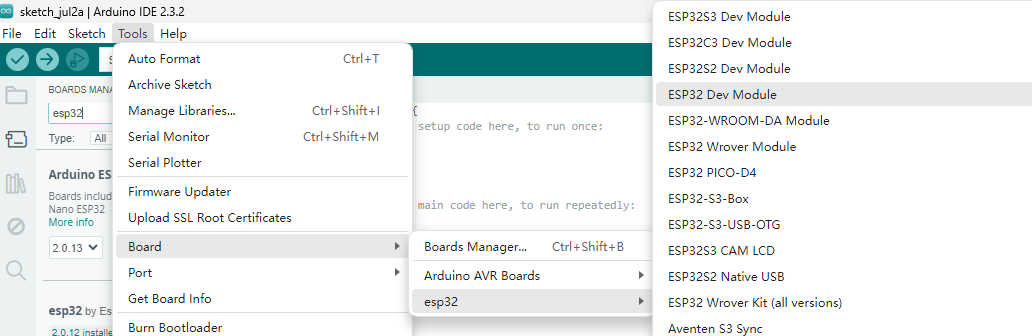 sketch_jul2a | Arduino IDE 2.3.2
File Edit Sketch Tools Help
BOARDS MANA
esp32
Type: All
Arduino ES
Boards includ
Nano ESP32
More info
2.0.13
esp32 by Es
2.0.12 installe
Auto Format Ctrl+T
Archive Sketch
Manage Libraries... Ctrl+Shift+I
Serial Monitor Ctrl+Shift+M
Serial Plotter
Firmware Updater
Upload SSL Root Certificates
Board
Port
Get Board Info
Burn Bootloader
{
setup code here, to run once:
main code here, to run repeatedly:
Boards Manager... Ctrl+Shift+B
Arduino AVR Boards
esp32
ESP32S3 Dev Module
ESP32C3 Dev Module
ESP32S2 Dev Module
ESP32 Dev Module
ESP32-WROOM-DA Module
ESP32 Wrover Module
ESP32 PICO-D4
ESP32-S3-Box
ESP32-S3-USB-OTG
ESP32S3 CAM LCD
ESP32S2 Native USB
ESP32 Wrover Kit (all versions)
Aventen S3 Sync